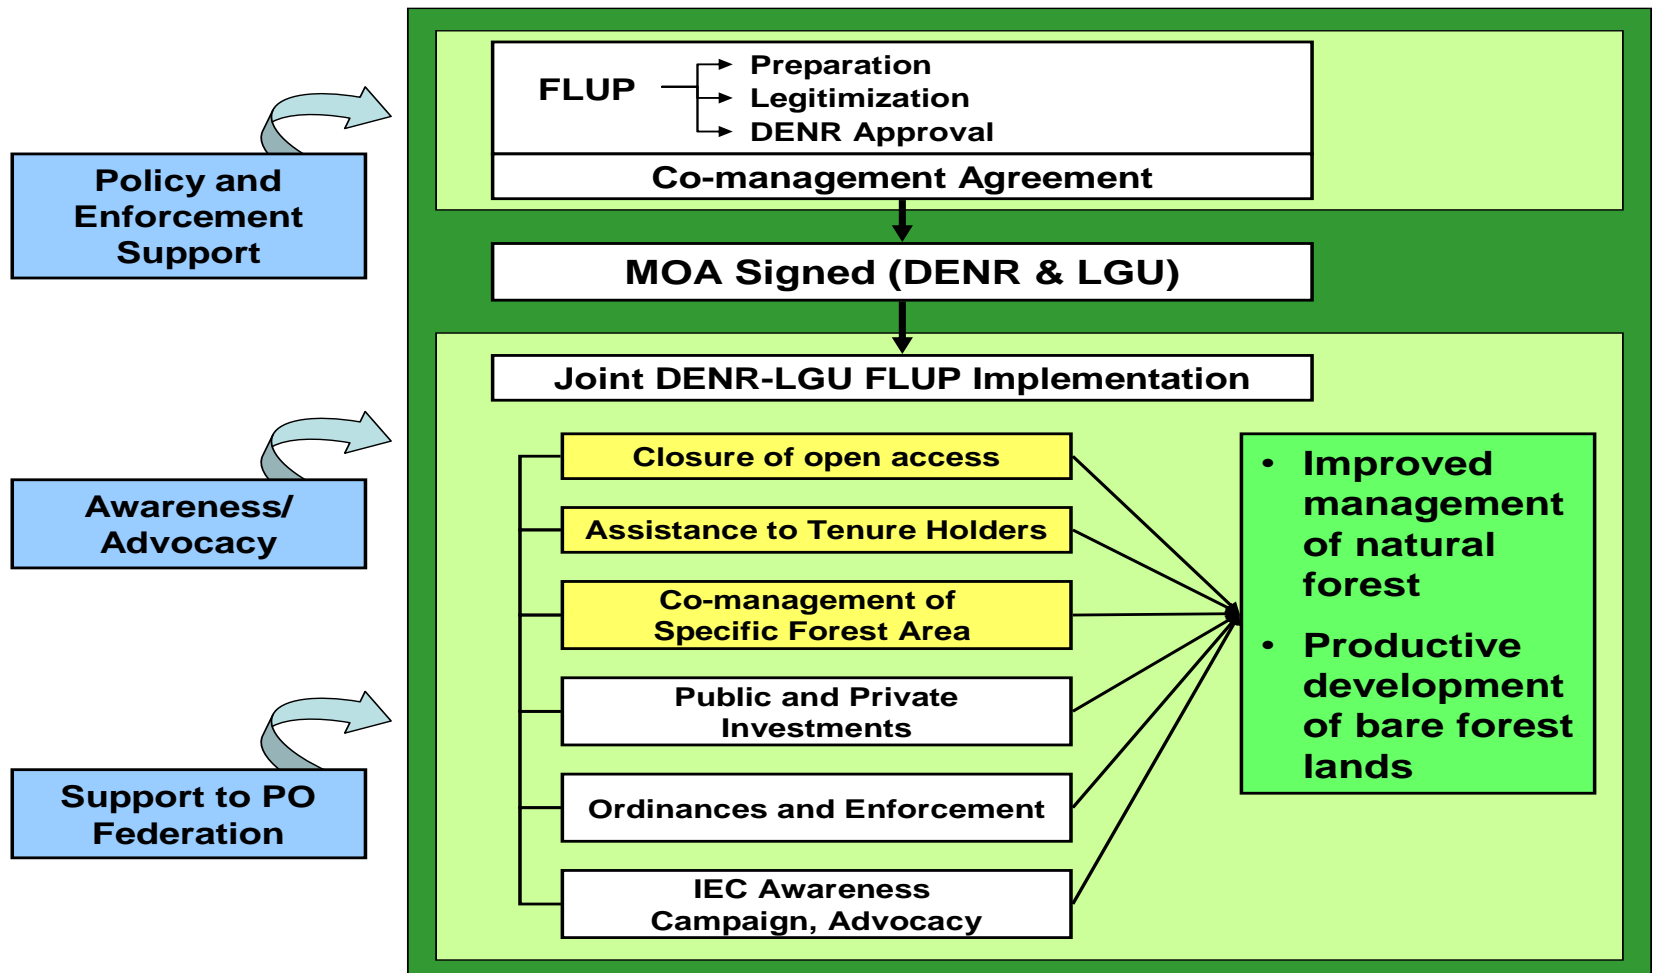 FLUP
Preparation
Legitimization
DENR Approval
Co-management Agreement
Policy and
Enforcement
Support
MOA Signed (DENR & LGU)
Joint DENR-LGU FLUP Implementation
Awareness/
Advocacy
Closure of open access
Assistance to Tenure Holders
Co-management of
Specific Forest Area
Public and Private
Investments
Ordinances and Enforcement
IEC Awareness
Campaign, Advocacy
• Improved
management
of natural
forest
• Productive
development
of bare forest
lands
Support to PO
Federation